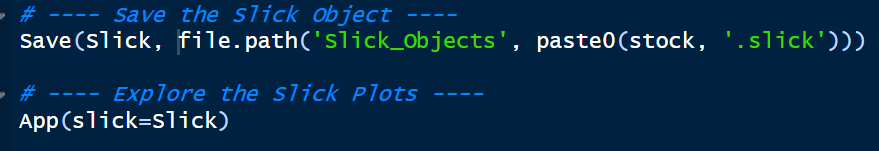 # ---- Save the Slick Object ----
Save(Slick, file.path('Slick_Objects', paste0(stock, '.slick')))
# ---- Explore the Slick Plots ----
App(slick=Slick)